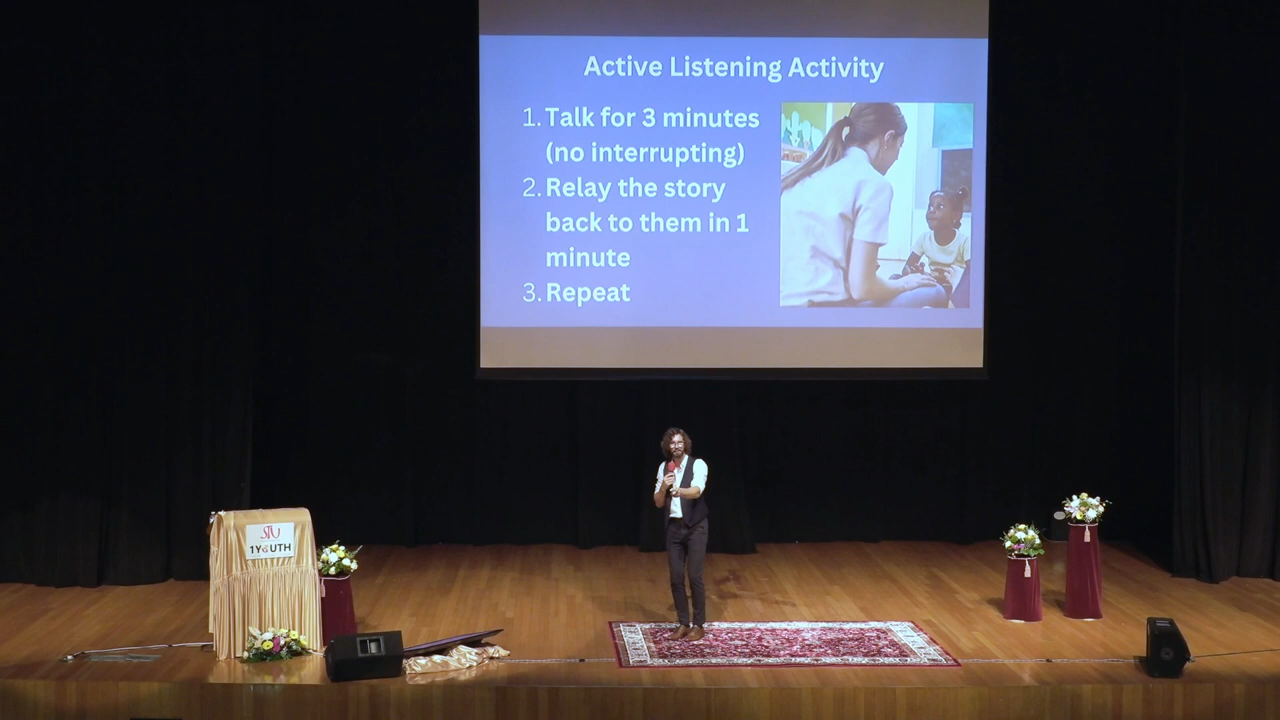 Active Listening Activity
1. Talk for 3 minutes
(no interrupting)
2. Relay the story
back to them in 1
minute
3. Repeat
1YOUTH